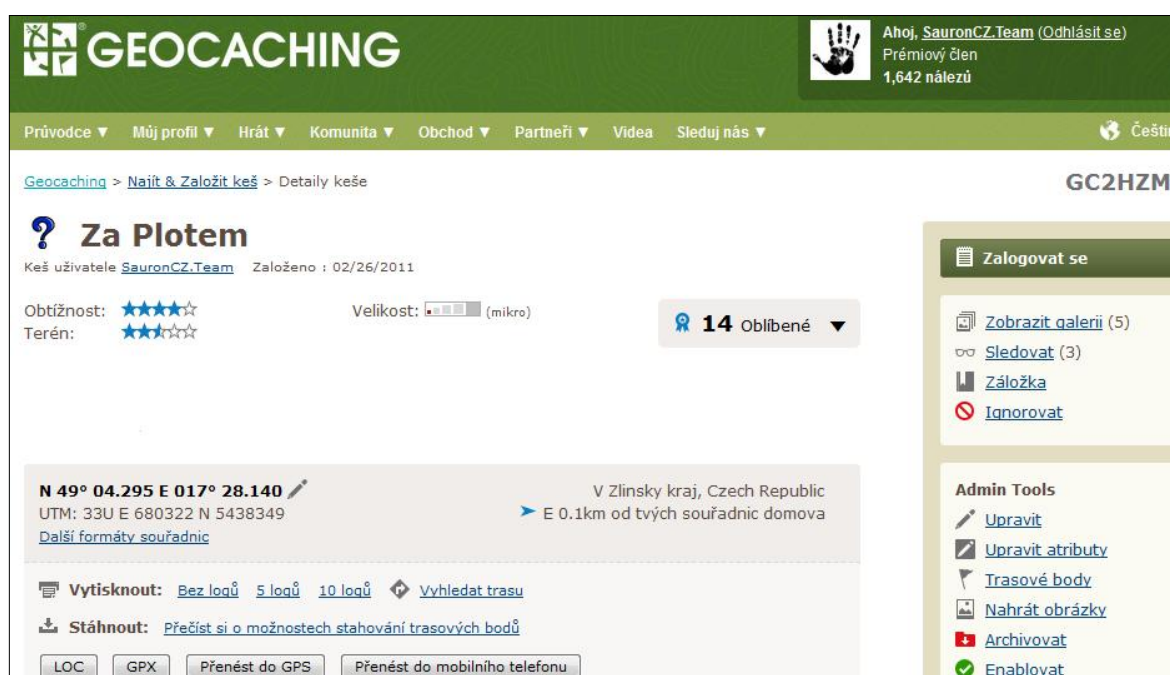 GEOCACHING
Ahoj, SauronCZ.Team (Odhlásit se)
Prémiový člen
1,642 nálezů
Průvodce ▼ Můj profil ▼ Hrát ▼ Komunita ▼ Obchod ▼ Partneři ▼ Videa Sleduj nás ▼
Geocaching > Najít & Založit keš > Detaily keše
GC2HZM
? Za Plotem
Keš uživatele SauronCZ.Team Založeno : 02/26/2011
Obtížnost:
Velikost: (mikro)
Terén:
14 Oblíbené ▼
Zalogovat se
Zobrazit galerii (5)
Sledovat (3)
Záložka
Ignorovat
N 49° 04.295 E 017° 28.140
UTM: 33U E 680322 N 5438349
Další formáty souřadnic
V Zlinsky kraj, Czech Republic
E 0.1km od tvých souřadnic domova
Vytisknout: Bez logů 5 logů 10 logů Vyhledat trasu
Stáhnout: Přečíst si o možnostech stahování trasových bodů
LOC GPX Přenést do GPS Přenést do mobilního telefonu
Admin Tools
Upravit
Upravit atributy
Trasové body
Nahrát obrázky
Archivovat
Enablovat